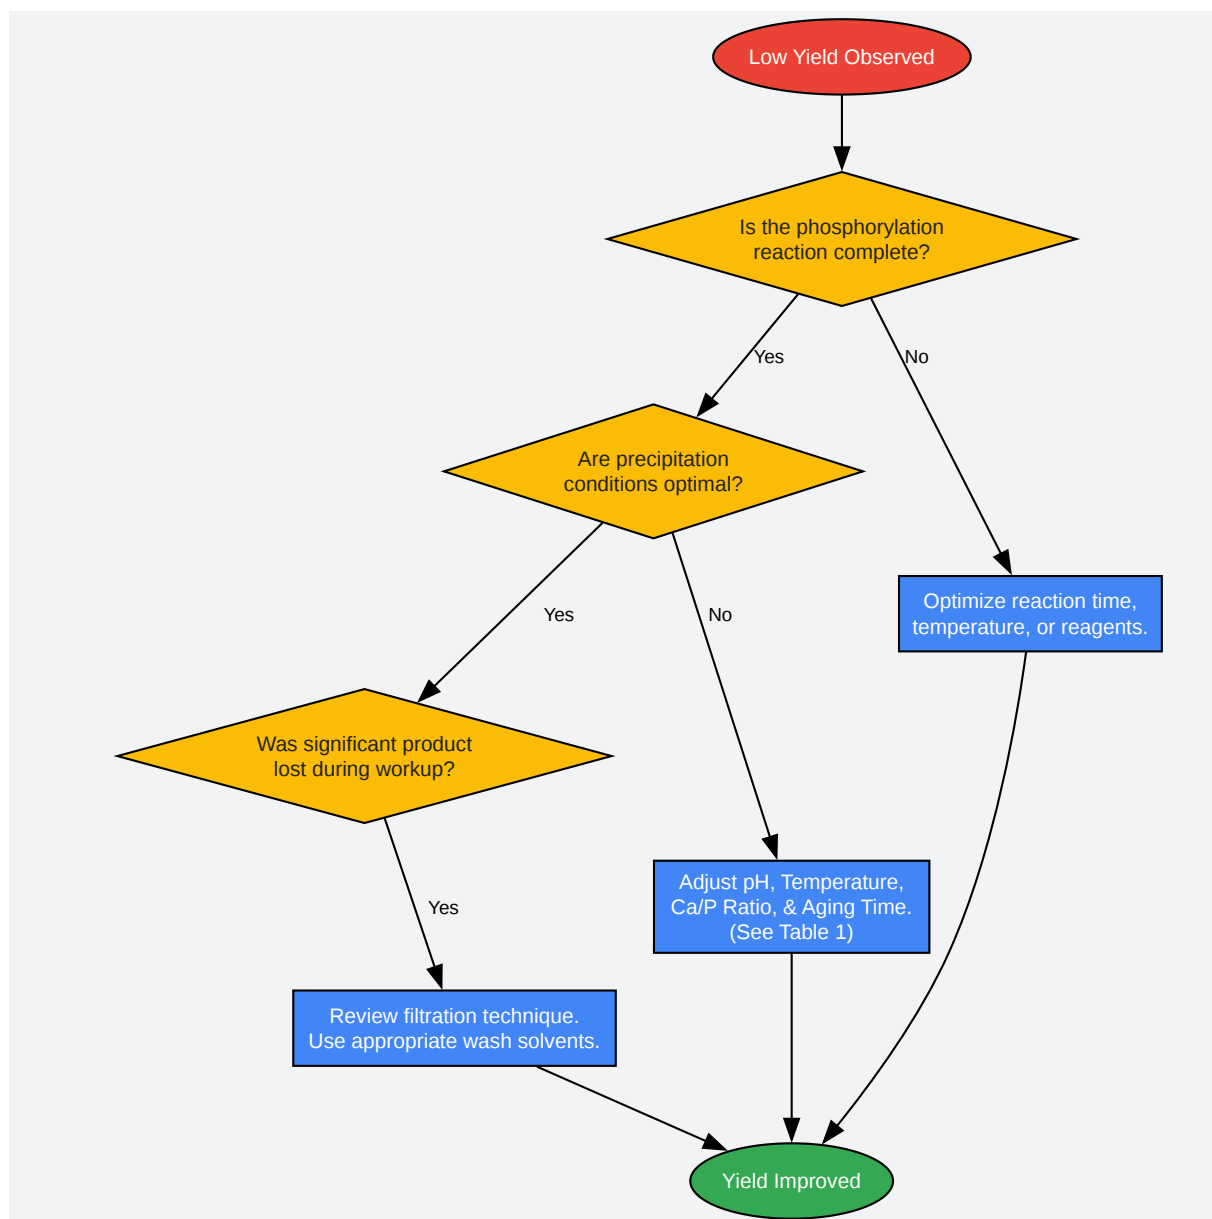 Low Yield Observed
Is the phosphorylation
reaction complete?
Yes
No
Are precipitation
conditions optimal?
Optimize reaction time,
temperature, or reagents.
Yes
No
Was significant product
lost during workup?
Adjust pH, Temperature,
Ca/P Ratio, & Aging Time.
(See Table 1)
Yes
Review filtration technique.
Use appropriate wash solvents.
Yield Improved